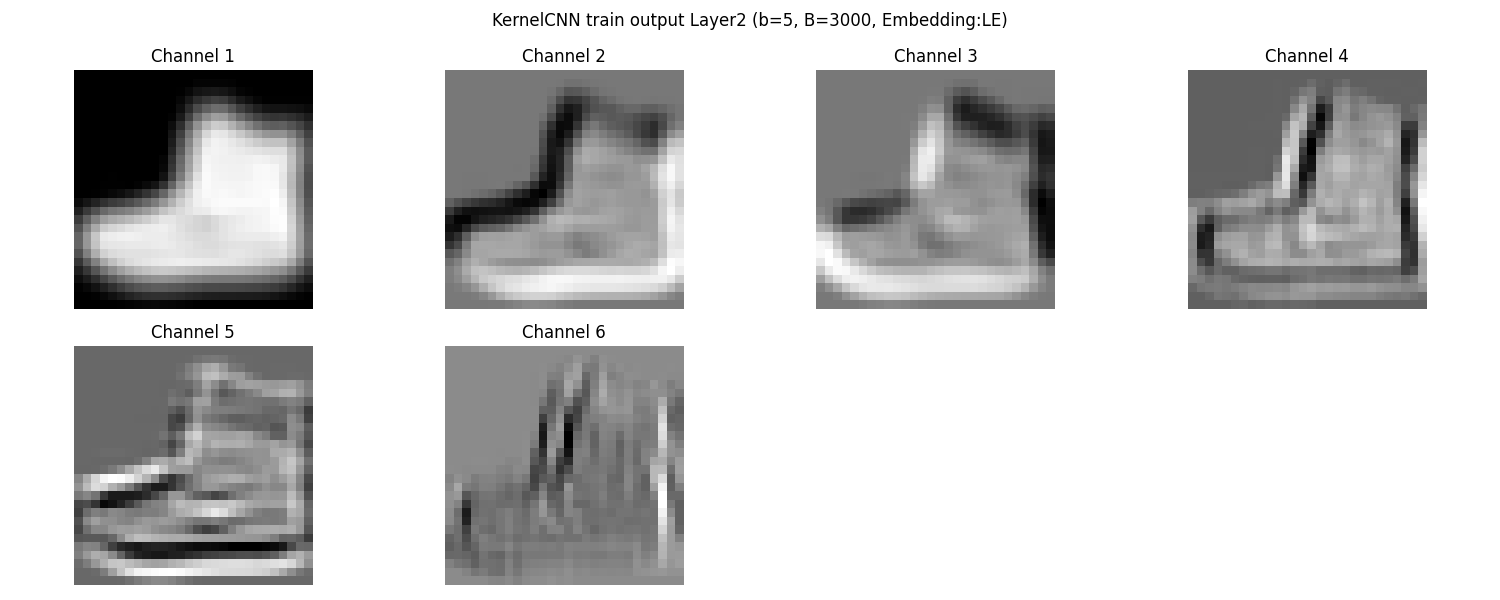 KernelCNN train output Layer2 (b=5, B=3000, Embedding:LE)
Channel 1
Channel 2
Channel 3
Channel 4
Channel 5
Channel 6